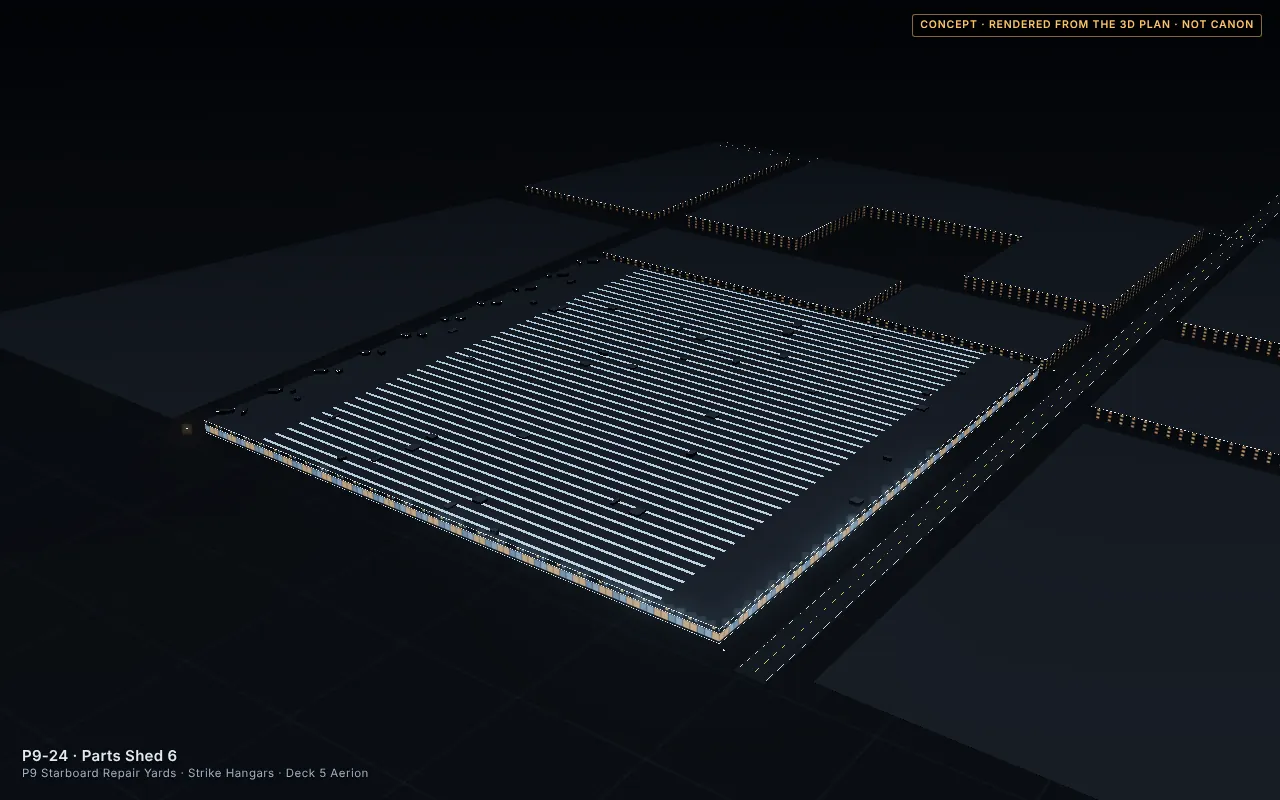 CONCEPT · RENDERED FROM THE 3D PLAN · NOT CANON
P9-24 · Parts Shed 6
P9 Starboard Repair Yards · Strike Hangars · Deck 5 Aerion